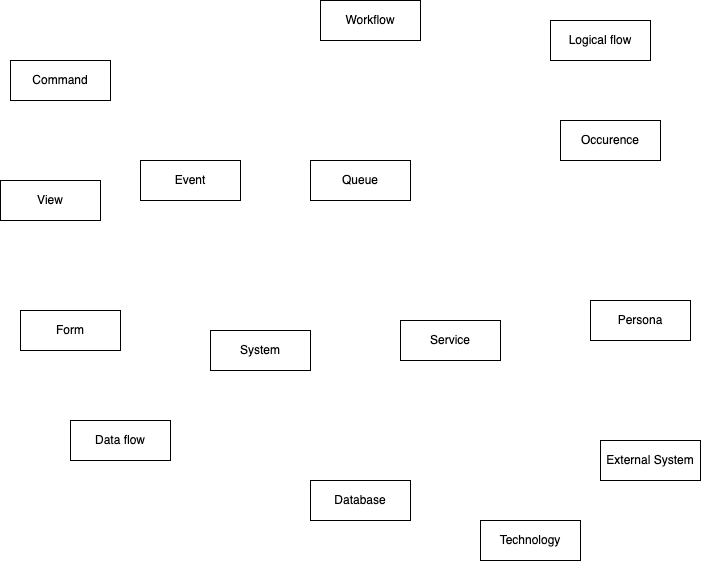 Workflow
Logical flow
Command
Occurence
Event
Queue
View
Persona
Form
Service
System
Data flow
External System
Database
Technology